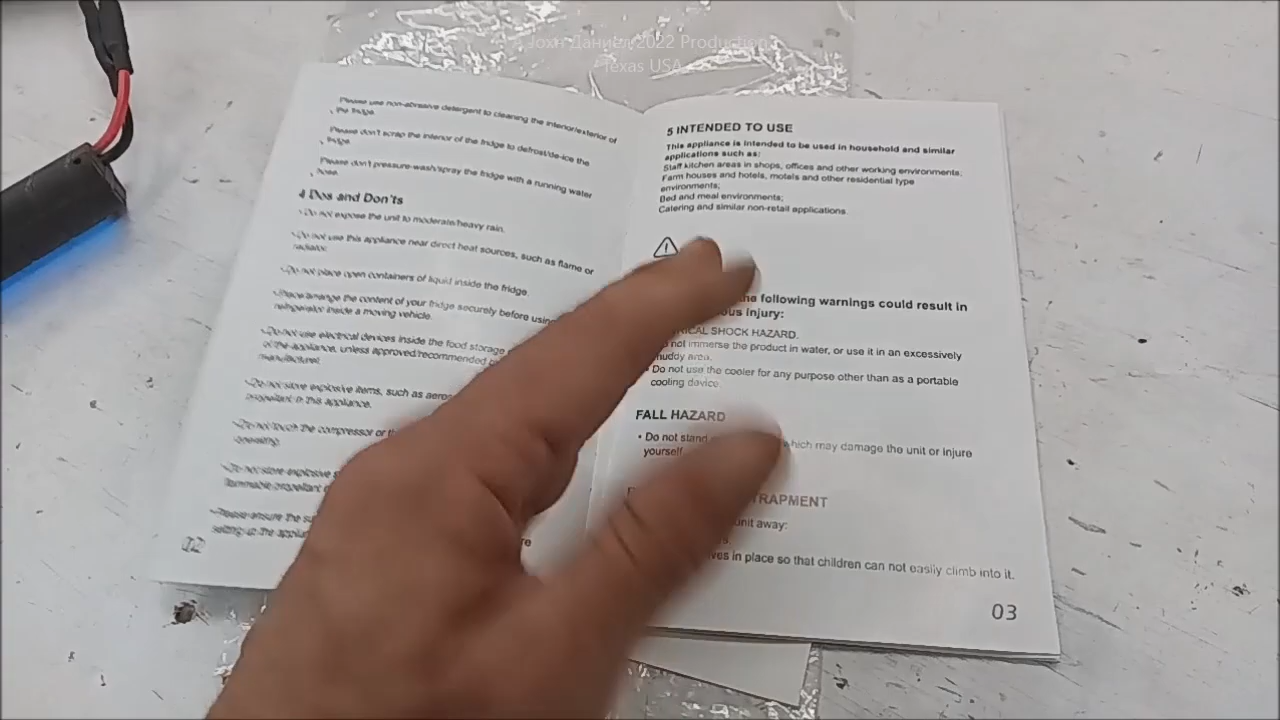 Јохн Даниел 2022 Production
Texas USA
Please use non-abrasive detergent to cleaning the interior/exterior of
the fridge.
Please don't scrap the interior of the fridge to defrost/de-ice the
fridge.
Please don't pressure-wash/spray the fridge with a running water
hose.
4 Dos and Don'ts
•Do not expose the unit to moderate/heavy rain.
•Do not use this appliance near direct heat sources, such as flame or
radiator.
•Do not place open containers of liquid inside the fridge.
•Place/arrange the content of your fridge securely before using
refrigerator inside a moving vehicle.
•Do not use electrical devices inside the food storage
of the appliance, unless approved/recommended
manufacturer.
•Do not store explosive items, such as
propellant in this appliance.
•Do not touch the compressor or
operating.
•Do not store explosive
flammable propellant
•Please ensure the
setting up the
02
5 INTENDED TO USE
This appliance is intended to be used in household and similar
applications such as:
Staff kitchen areas in shops, offices and other working environments;
Farm houses and hotels, motals and other residential type
environments;
Bed and meal environments;
Catering and similar non-retail applications.
the following warnings could result in
injury:
SHOCK HAZARD.
not immerse the product in water, or use it in an excessively
muddy area.
• Do not use the cooler for any purpose other than as a portable
cooling device.
FALL HAZARD
• Do not stand which may damage the unit or injure
yourself
unit away:
in place so that children can not easily climb into it.
03